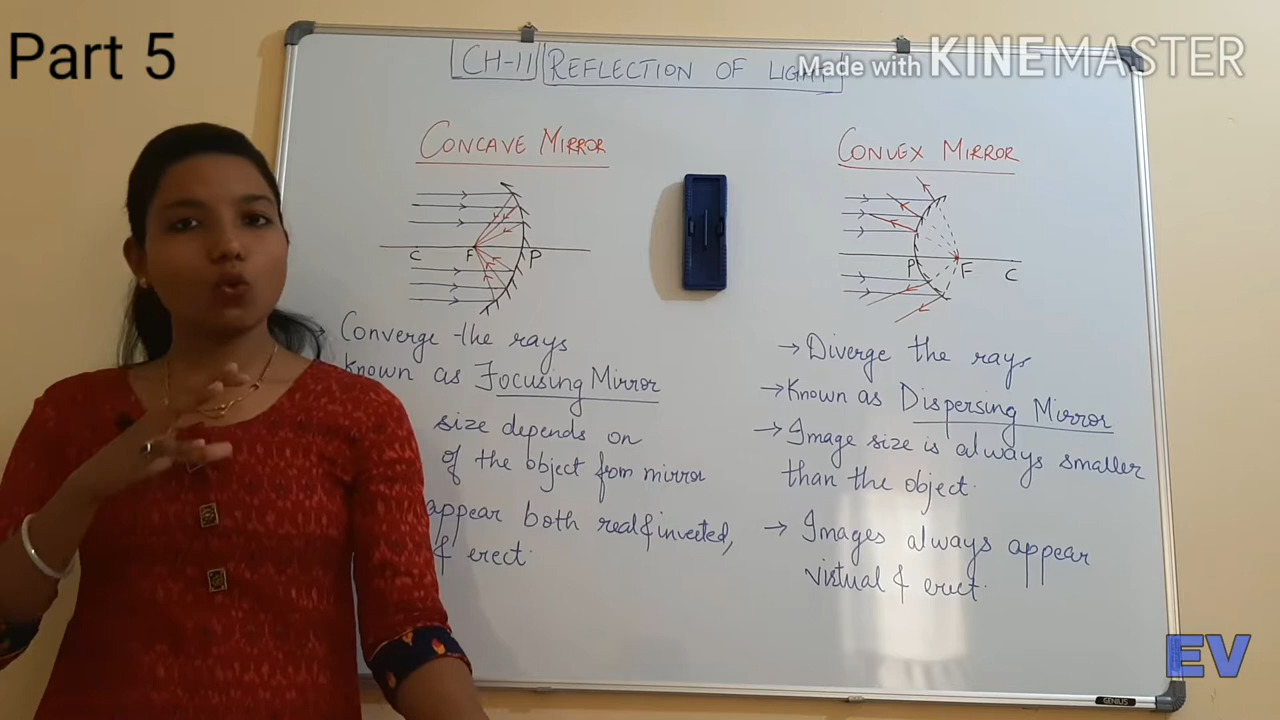 Part 5
Made with KINEMASTER
CH-11 REFLECTION OF LIGHT
CONCAVE MIRROR
C F P
Converge the rays
Known as Focusing Mirror
size depends on
of the object from mirror
appear both real & inverted,
& erect.
CONVEX MIRROR
P F C
→ Diverge the rays
→ Known as Dispersing Mirror
→ Image size is always smaller
than the object.
→ Images always appear
virtual & erect.
GENIUS
EV